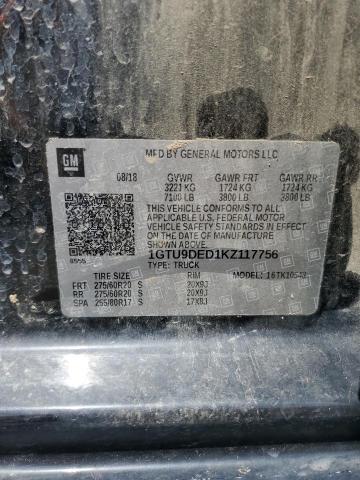 GM
MFD BY GENERAL MOTORS LLC
08/18 GVWR GAWR FRT GAWR RR
3221 KG 1724 KG 1724 KG
7100 LB 3800 LB 3800 LB
THIS VEHICLE CONFORMS TO ALL
APPLICABLE U.S. FEDERAL MOTOR
VEHICLE SAFETY STANDARDS IN EFFECT
ON THE DATE OF MANUFACTURE
SHOWN ABOVE.
1GTU9DED1KZ117756
TYPE: TRUCK
TIRE SIZE RIM MODEL: 16TK10543
FRT 275/60R20 S 20X9J
RR 275/60R20 S 20X9J
SPA 255/80R17 S 17X8J